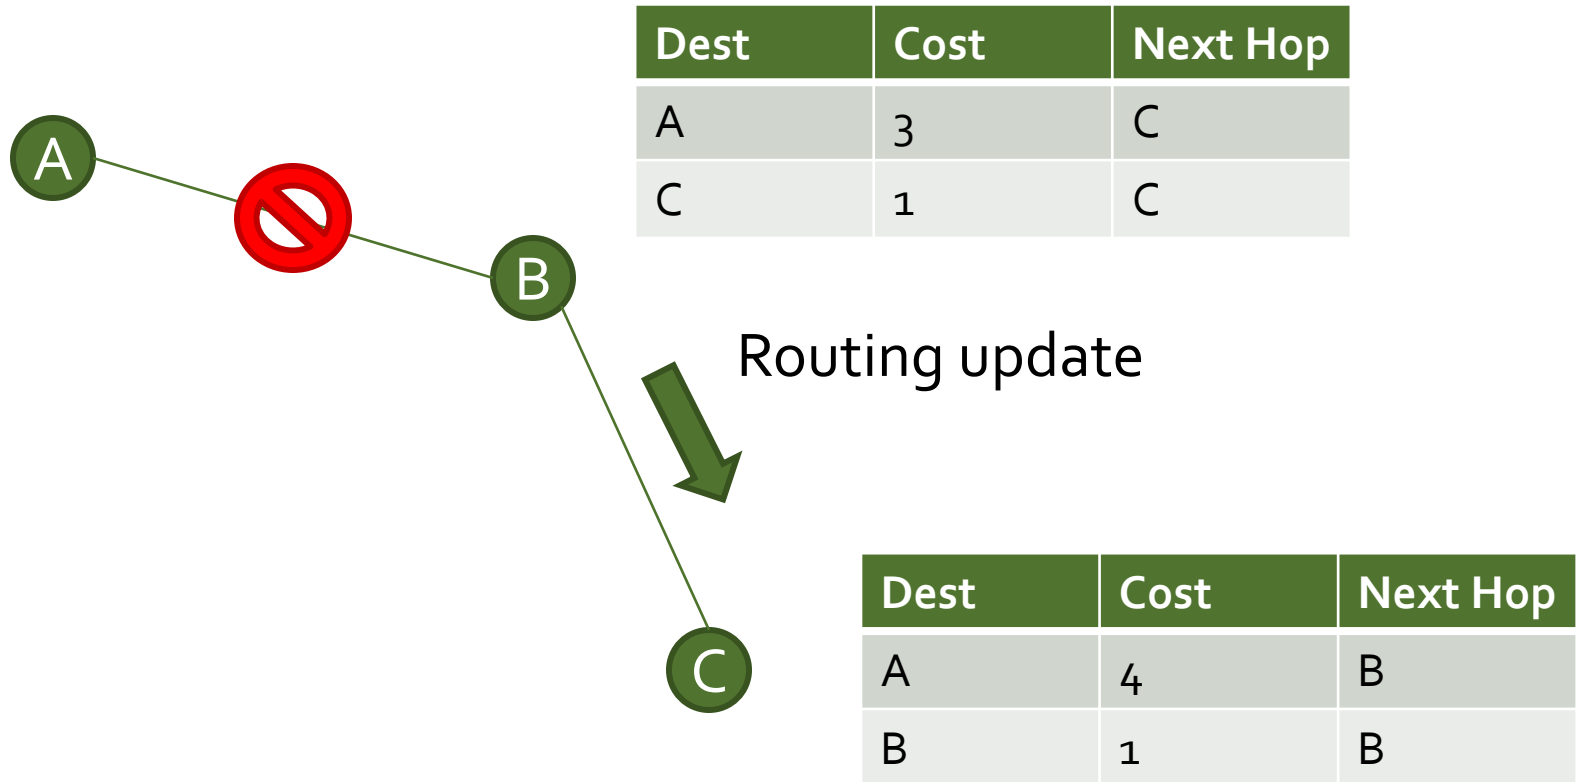 Dest Cost Next Hop
A 3 C
C 1 C
A
B
Routing update
C
Dest Cost Next Hop
A 4 B
B 1 B